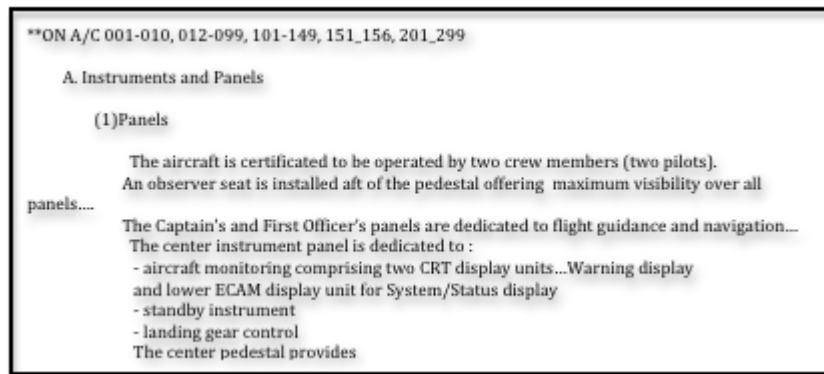 **ON A/C 001-010, 012-099, 101-149, 151_156, 201_299
A. Instruments and Panels
(1)Panels
The aircraft is certificated to be operated by two crew members (two pilots).
An observer seat is installed aft of the pedestal offering maximum visibility over all
panels....
The Captain's and First Officer's panels are dedicated to flight guidance and navigation...
The center instrument panel is dedicated to :
- aircraft monitoring comprising two CRT display units...Warning display
and lower ECAM display unit for System/Status display
- standby instrument
- landing gear control
The center pedestal provides